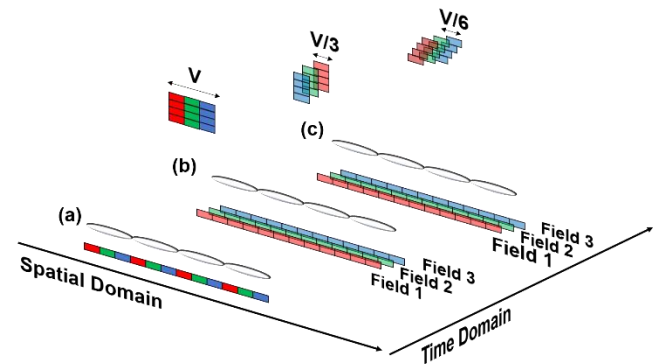 V/6
V/3
V
(c)
(b)
(a)
Field 3
Field 2
Field 1
Field 3
Field 2
Field 1
Spatial Domain
Time Domain